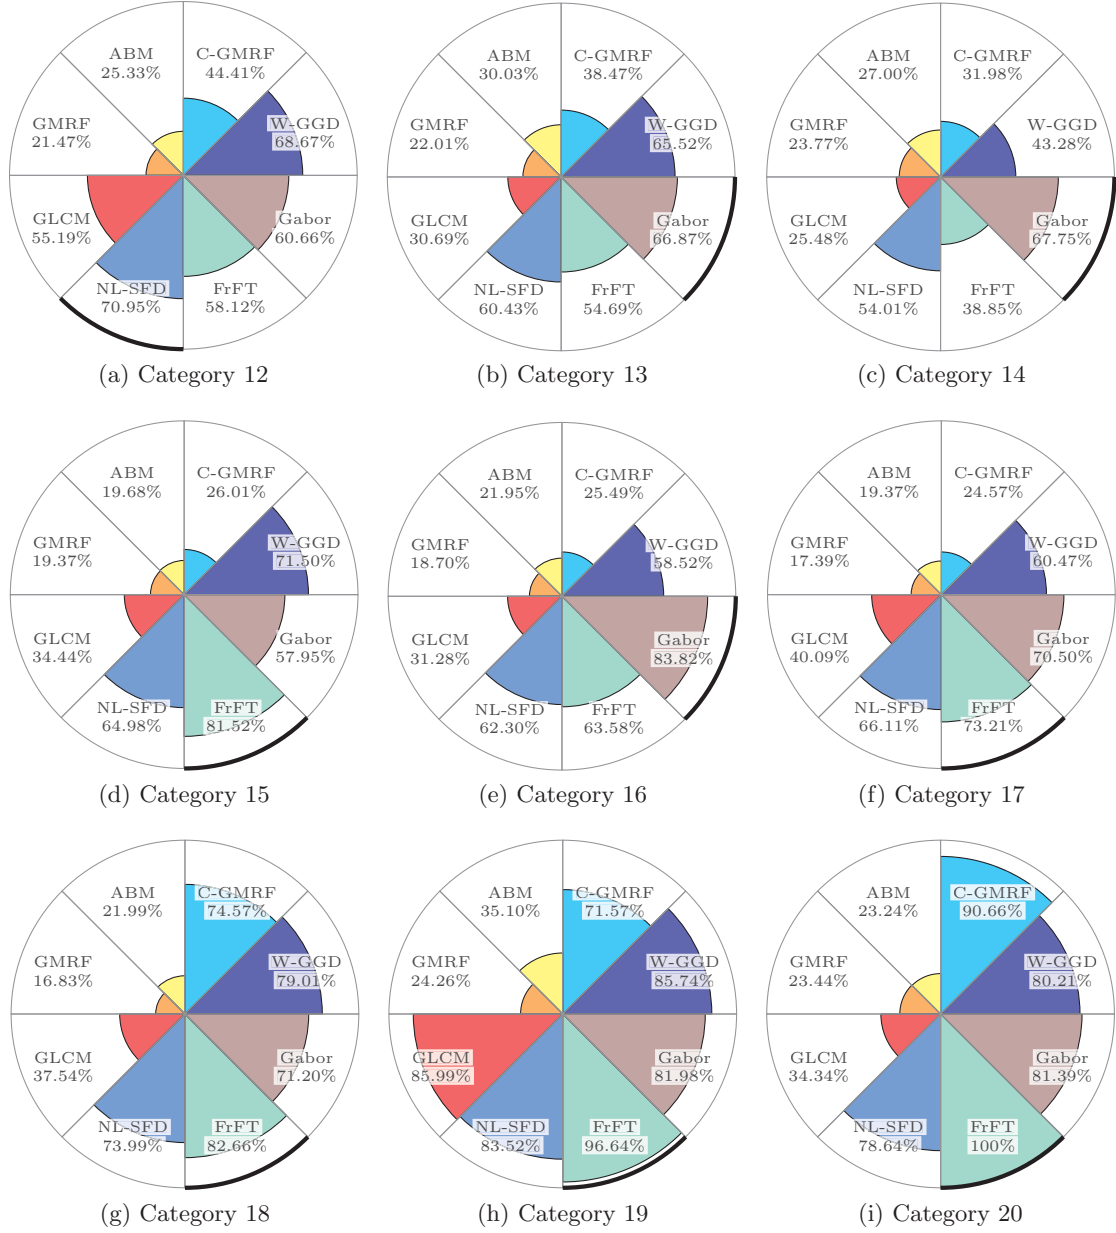 ABM
25.33%
C-GMRF
44.41%
GMRF
21.47%
W-GGD
68.67%
GLCM
55.19%
Gabor
60.66%
NL-SFD
70.95%
FrFT
58.12%
(a) Category 12
ABM
30.03%
C-GMRF
38.47%
GMRF
22.01%
W-GGD
65.52%
GLCM
30.69%
Gabor
66.87%
NL-SFD
60.43%
FrFT
54.69%
(b) Category 13
ABM
27.00%
C-GMRF
31.98%
GMRF
23.77%
W-GGD
43.28%
GLCM
25.48%
Gabor
67.75%
NL-SFD
54.01%
FrFT
38.85%
(c) Category 14
ABM
19.68%
C-GMRF
26.01%
GMRF
19.37%
W-GGD
71.50%
GLCM
34.44%
Gabor
57.95%
NL-SFD
64.98%
FrFT
81.52%
(d) Category 15
ABM
21.95%
C-GMRF
25.49%
GMRF
18.70%
W-GGD
58.52%
GLCM
31.28%
Gabor
83.82%
NL-SFD
62.30%
FrFT
63.58%
(e) Category 16
ABM
19.37%
C-GMRF
24.57%
GMRF
17.39%
W-GGD
60.47%
GLCM
40.09%
Gabor
70.50%
NL-SFD
66.11%
FrFT
73.21%
(f) Category 17
ABM
21.99%
C-GMRF
74.57%
GMRF
16.83%
W-GGD
79.01%
GLCM
37.54%
Gabor
71.20%
NL-SFD
73.99%
FrFT
82.66%
(g) Category 18
ABM
35.10%
C-GMRF
71.57%
GMRF
24.26%
W-GGD
85.74%
GLCM
85.99%
Gabor
81.98%
NL-SFD
83.52%
FrFT
96.64%
(h) Category 19
ABM
23.24%
C-GMRF
90.66%
GMRF
23.44%
W-GGD
80.21%
GLCM
34.34%
Gabor
81.39%
NL-SFD
78.64%
FrFT
100%
(i) Category 20